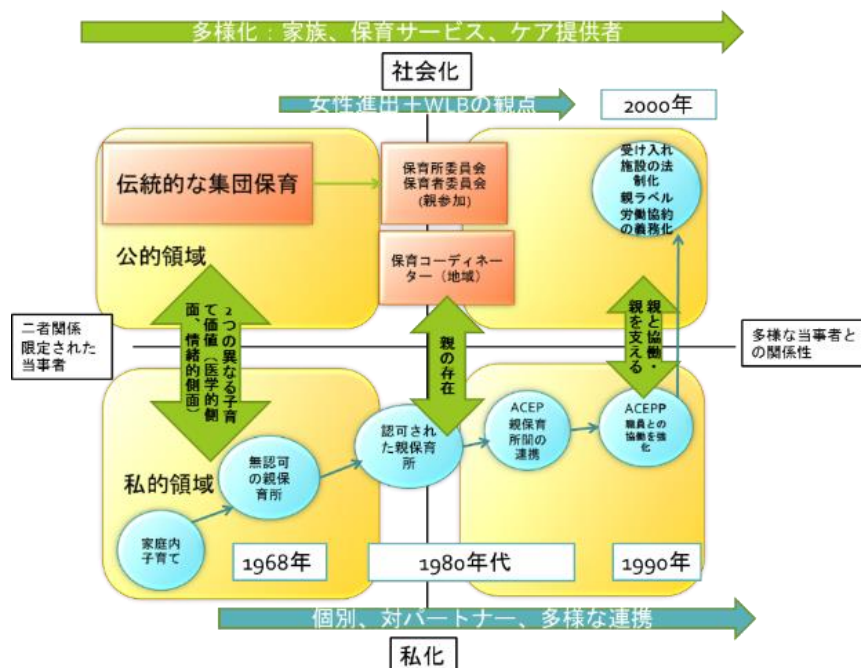 多様化：家族、保育サービス、ケア提供者
社会化
女性進出＋WLBの観点
2000年
伝統的な集団保育
保育所委員会
保育者委員会
(親参加)
受け入れ
施設の法
制化
親ラベル
労働協約
の義務化
公的領域
保育コーディネー
ター（地域）
二者関係
限定された
当事者
2つの異なる子育
て価値（医学的側
面、情緒的側面）
親の存在
親と協働・
親を支える
多様な当事者と
の関係性
私的領域
家庭内
子育て
無認可
の親保
育所
認可され
た親保育
所
ACEP
親保育
所間の
連携
ACEPP
職員との
協働を強
化
1968年
1980年代
1990年
個別、対パートナー、多様な連携
私化